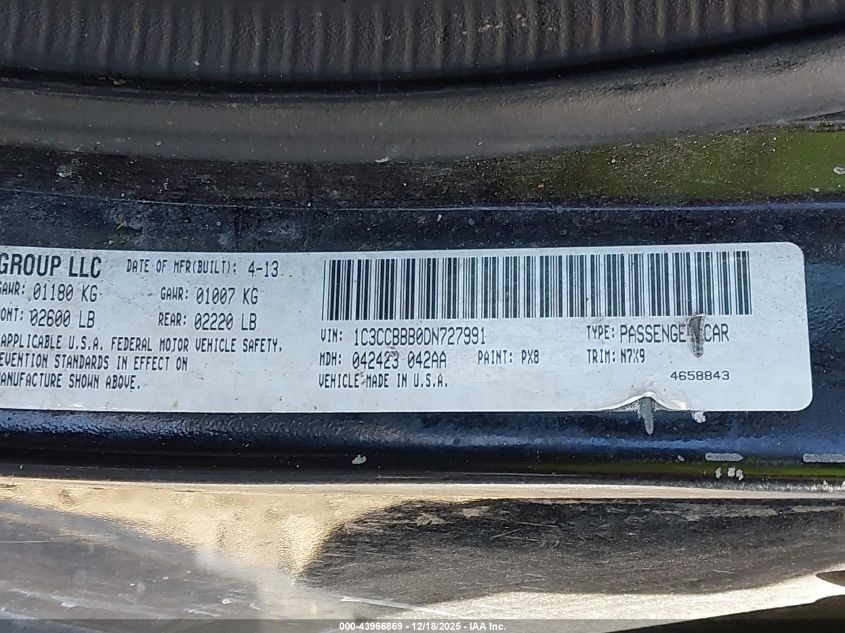 GROUP LLC DATE OF MFR(BUILT): 4-13
GAWR: 01180 KG GAWR: 01007 KG
02600 LB REAR: 02220 LB
APPLICABLE U.S.A. FEDERAL MOTOR VEHICLE SAFETY,
STANDARDS IN EFFECT ON
MANUFACTURE SHOWN ABOVE.
VIN: 1C3CCBBB0DN727991 TYPE: PASSENGER CAR
MDH: 042423 042AA PAINT: PX8 TRIM: N7X9
VEHICLE MADE IN U.S.A. 4658843
000-43966869 - 12/18/2025 - IAA Inc.